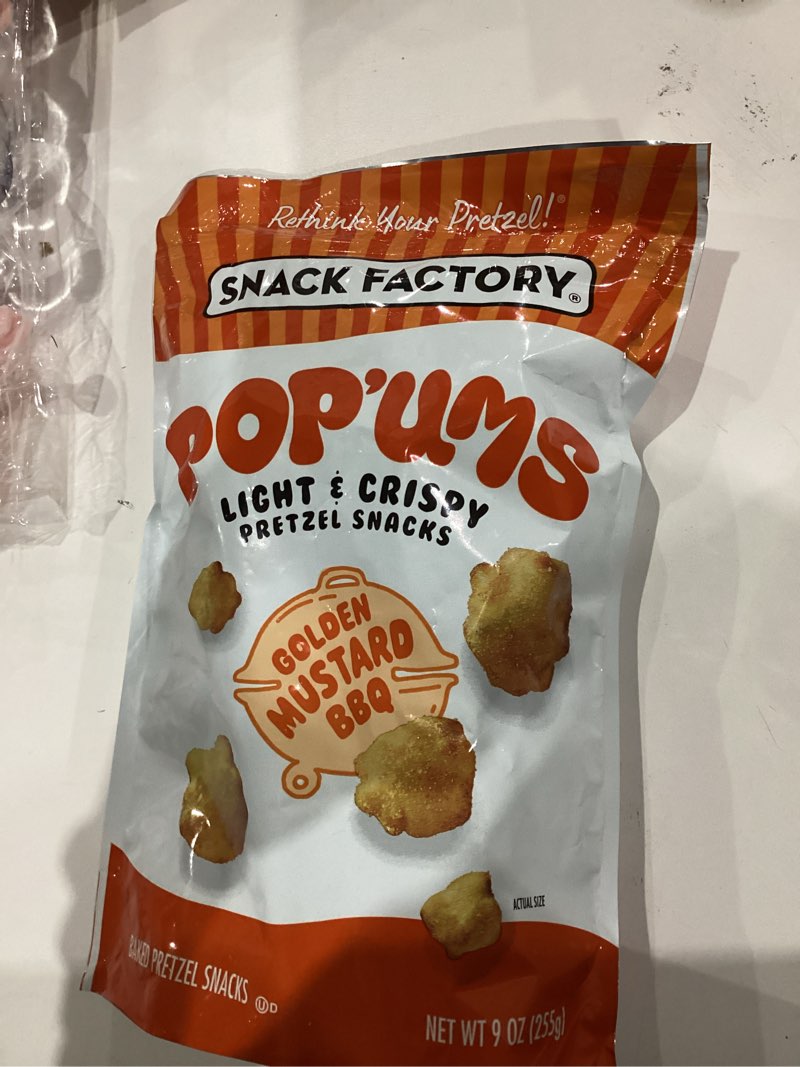 Rethink Your Pretzel!®
SNACK FACTORY®
POP'UMS
LIGHT & CRISPY
PRETZEL SNACKS
GOLDEN
MUSTARD
BBQ
ACTUAL SIZE
BAKED PRETZEL SNACKS ⓊD
NET WT 9 OZ (255g)